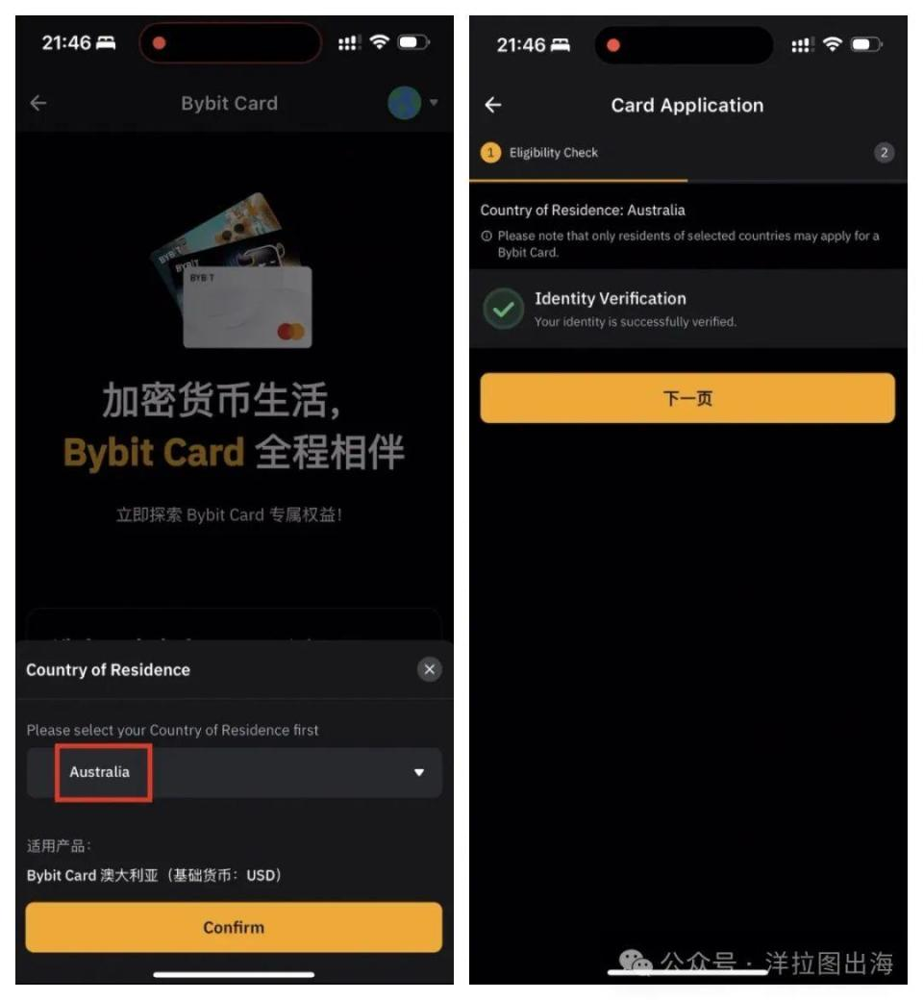 21:46
Bybit Card
BYBIT
BYBIT
BYBIT
加密货币生活，
Bybit Card 全程相伴
立即探索 Bybit Card 专属权益！
Country of Residence
Please select your Country of Residence first
Australia
适用产品：
Bybit Card 澳大利亚（基础货币：USD）
Confirm
21:46
Card Application
1 Eligibility Check
2
Country of Residence: Australia
Please note that only residents of selected countries may apply for a
Bybit Card.
Identity Verification
Your identity is successfully verified.
下一页
公众号 · 洋拉图出海